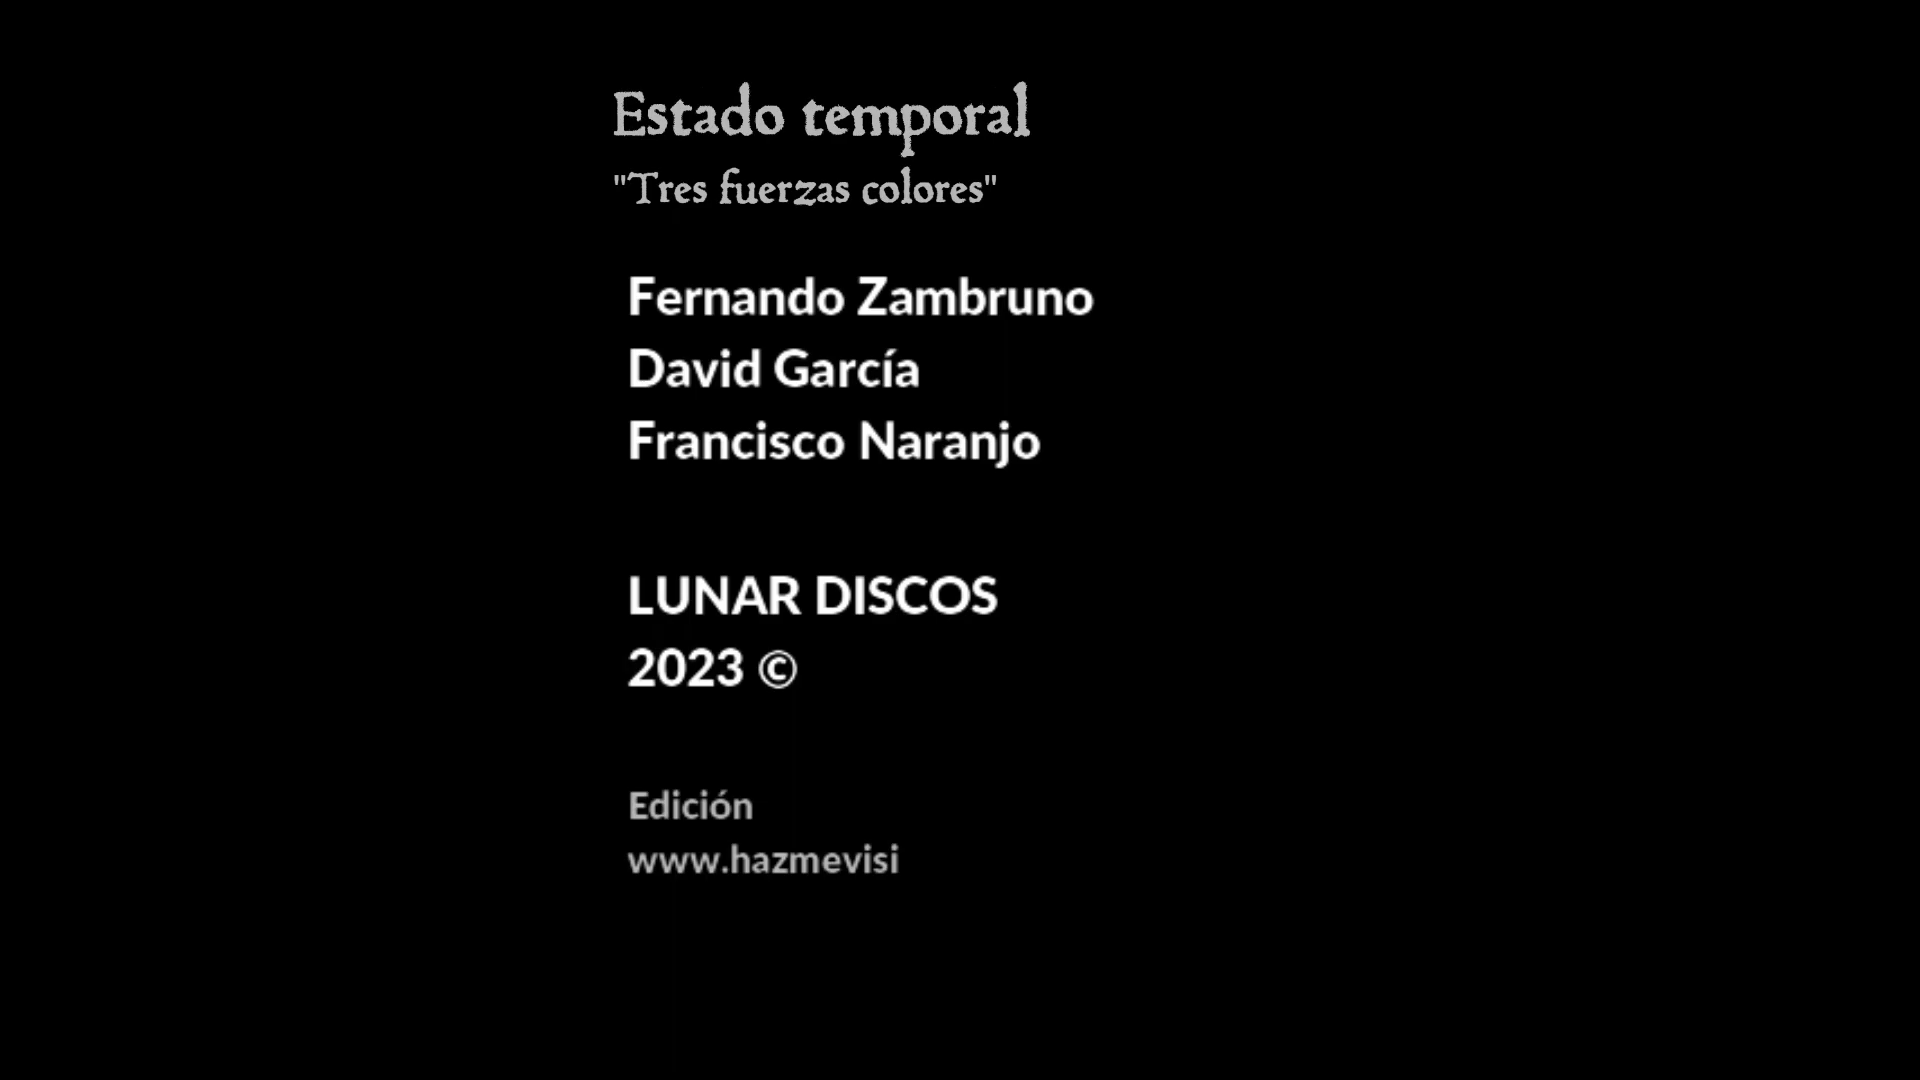 Estado temporal
"Tres fuerzas colores"
Fernando Zambruno
David García
Francisco Naranjo
LUNAR DISCOS
2023 ©
Edición
www.hazmevisi